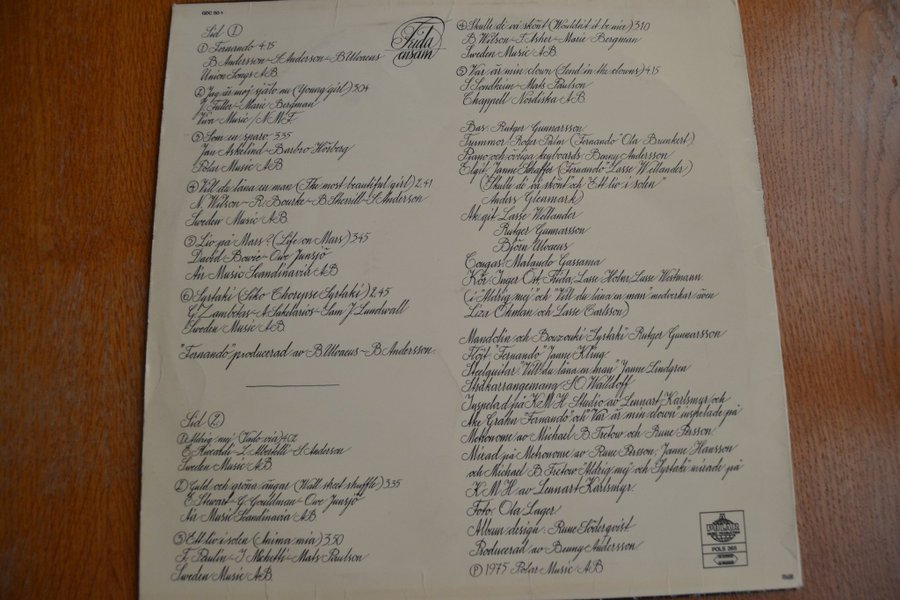 GDC 50-1
Sid 1
① Fernando 4.15
B. Andersson-S. Andersson-B. Ulvaeus
Union Songs AB
② Jag är mej själv nu (Young girl) 3.04
J. Fuller-Marie Bergman
Viva Music/NMF
③ Som en sparv 3.35
Jan Askelind-Barbro Hörberg
Polar Music AB
④ Vill du låna en man (The most beautiful girl) 2.41
N. Wilson-R. Bourke-B. Sherrill-S. Andersson
Sweden Music AB
⑤ Liv på Mars? (Life on Mars) 3.45
David Bowie-Owe Junsjö
Air Music Scandinavia AB
⑥ Syrtaki (Siko Chorepse Syrtaki) 2.45
G. Zambetas-A Sakelarios-Sam J Lundwall
Sweden Music AB
"Fernando" producerad av B. Ulvaeus-B Andersson.
Sid 2
① Aldrig mej (Vado via) 4.02
E. Riccardi-L. Albertelli-S. Anderson
Sweden Music AB
② Guld och gröna ängar (Wall street shuffle) 3.35
E Stewart-G. Gouldman-Owe Junsjö
Air Music Scandinavia AB
③ Ett liv i solen (Anima mia) 3.50
F. Paulin-I. Michetti-Mats Paulson
Sweden Music AB.
Frida
ensam
④ Skulle de va skönt (Wouldn't it be nice) 3.10
B. Wilson-T. Asher-Marie Bergman
Sweden Music AB
⑤ Var är min clown (Send in the clowns) 4.15
S. Sondheim-Mats Paulson
Chappell Nordiska AB
Bas: Rutger Gunnarsson
Trummor: Roger Palm ("Fernando" Ola Brunkert)
Piano och övriga keyboards: Benny Andersson
Elgit: Janne Schaffer ("Fernando" Lasse Wellander)
("Skulle de va skönt" och "Ett liv i solen"
Anders Glenmark)
Ak. git. Lasse Wellander
Rutger Gunnarsson
Björn Ulvaeus
Congas: Malando Gassama
Kör: Inger Öst, Frida, Lasse Holm, Lasse Westmann
(i "Aldrig mej" och "Vill du låna en man" medverkar även
Liza Öhman och Lasse Carlsson)
Mandolin och Bouzouki "Syrtaki" Rutger Gunnarsson
Flöjt "Fernando" Janne Kling
Steelguitar "Vill du låna en man" Janne Lindgren
Stråkarrangemang S.O. Walldoff
Inspelad på K.M.H. Studio av Lennart Karlsmyr och
Åke Grahn. "Fernando" och "Var är min clown" inspelade på
Metronome av Michael B. Tretow och Rune Persson.
Mixad på Metronome av Rune Persson, Janne Hansson
och Michael B. Tretow. "Aldrig mej" och "Syrtaki" mixade på
K.M.H. av Lennart Karlsmyr.
Foto: Ola Lager
Album design: Rune Söderqvist
Producerad av Benny Andersson
Ⓟ 1975 Polar Music AB
POLAR
POLS 265
STEREO